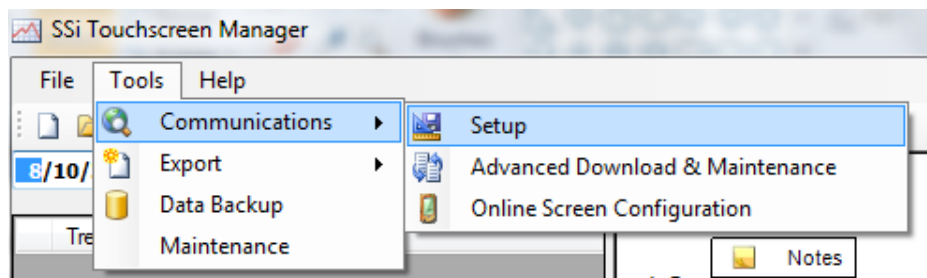 SSi Touchscreen Manager
File Tools Help
Communications
Setup
Export
Advanced Download & Maintenance
8/10/
Data Backup
Online Screen Configuration
Tre
Maintenance
Notes